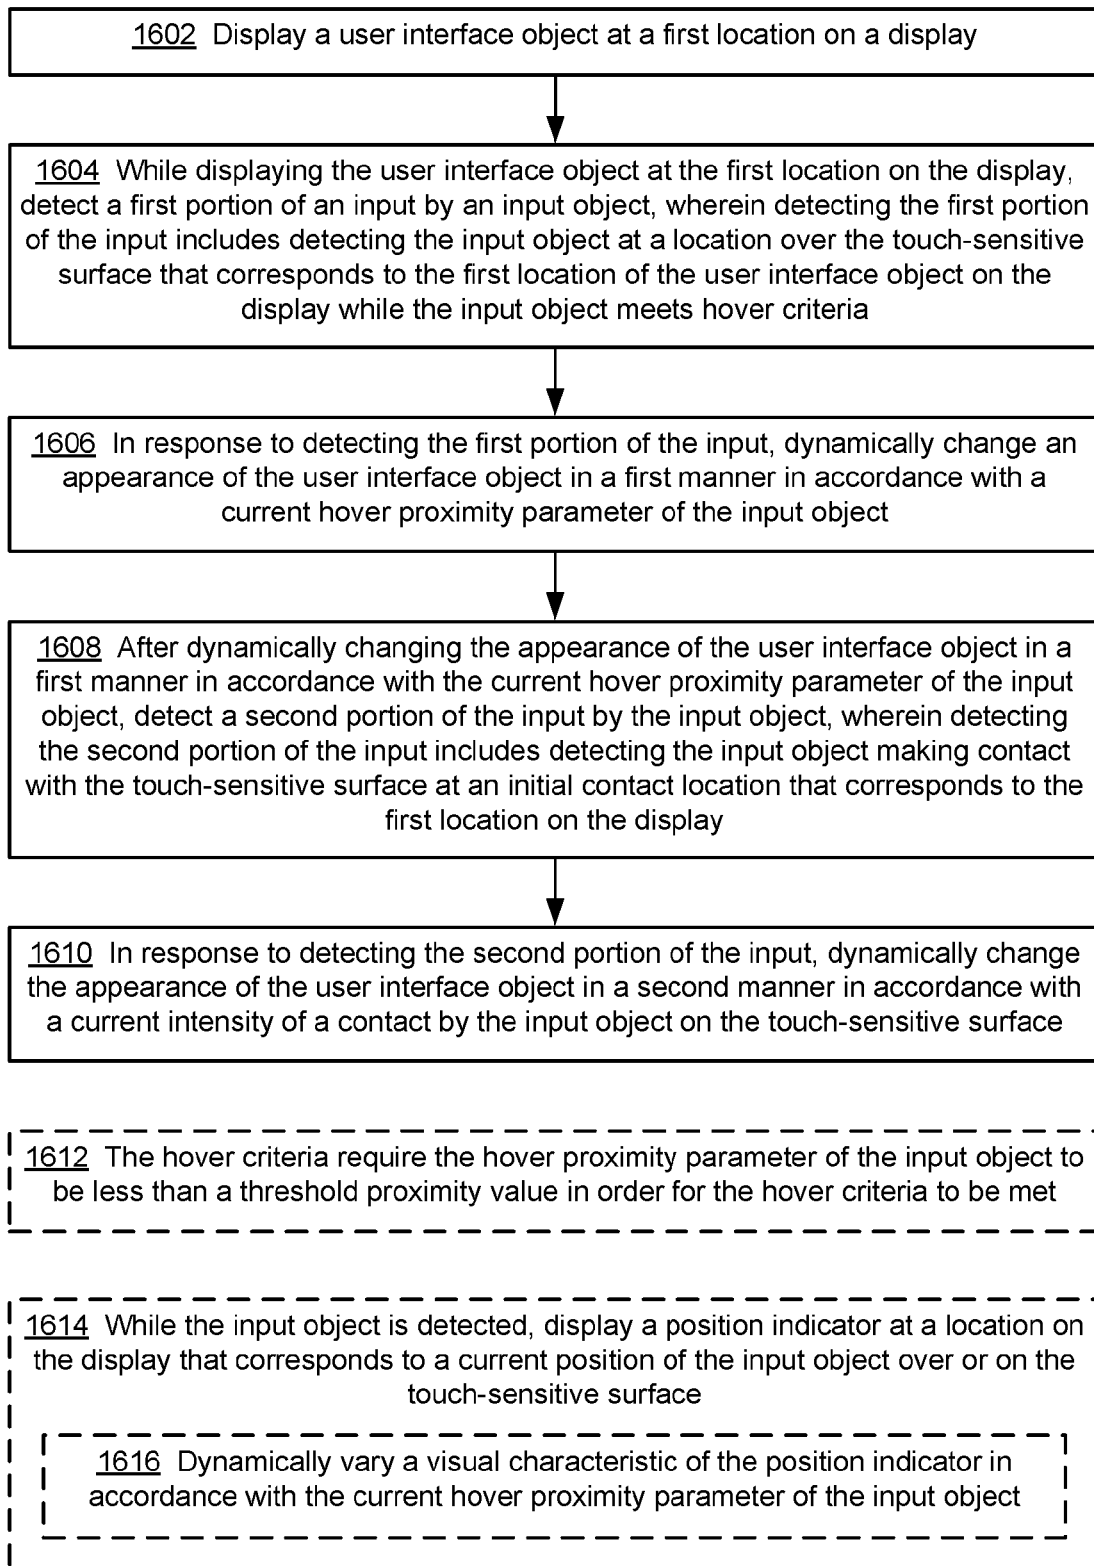 1602 Display a user interface object at a first location on a display
1604 While displaying the user interface object at the first location on the display,
detect a first portion of an input by an input object, wherein detecting the first portion
of the input includes detecting the input object at a location over the touch-sensitive
surface that corresponds to the first location of the user interface object on the
display while the input object meets hover criteria
1606 In response to detecting the first portion of the input, dynamically change an
appearance of the user interface object in a first manner in accordance with a
current hover proximity parameter of the input object
1608 After dynamically changing the appearance of the user interface object in a
first manner in accordance with the current hover proximity parameter of the input
object, detect a second portion of the input by the input object, wherein detecting
the second portion of the input includes detecting the input object making contact
with the touch-sensitive surface at an initial contact location that corresponds to the
first location on the display
1610 In response to detecting the second portion of the input, dynamically change
the appearance of the user interface object in a second manner in accordance with
a current intensity of a contact by the input object on the touch-sensitive surface
1612 The hover criteria require the hover proximity parameter of the input object to
be less than a threshold proximity value in order for the hover criteria to be met
1614 While the input object is detected, display a position indicator at a location on
the display that corresponds to a current position of the input object over or on the
touch-sensitive surface
1616 Dynamically vary a visual characteristic of the position indicator in
accordance with the current hover proximity parameter of the input object